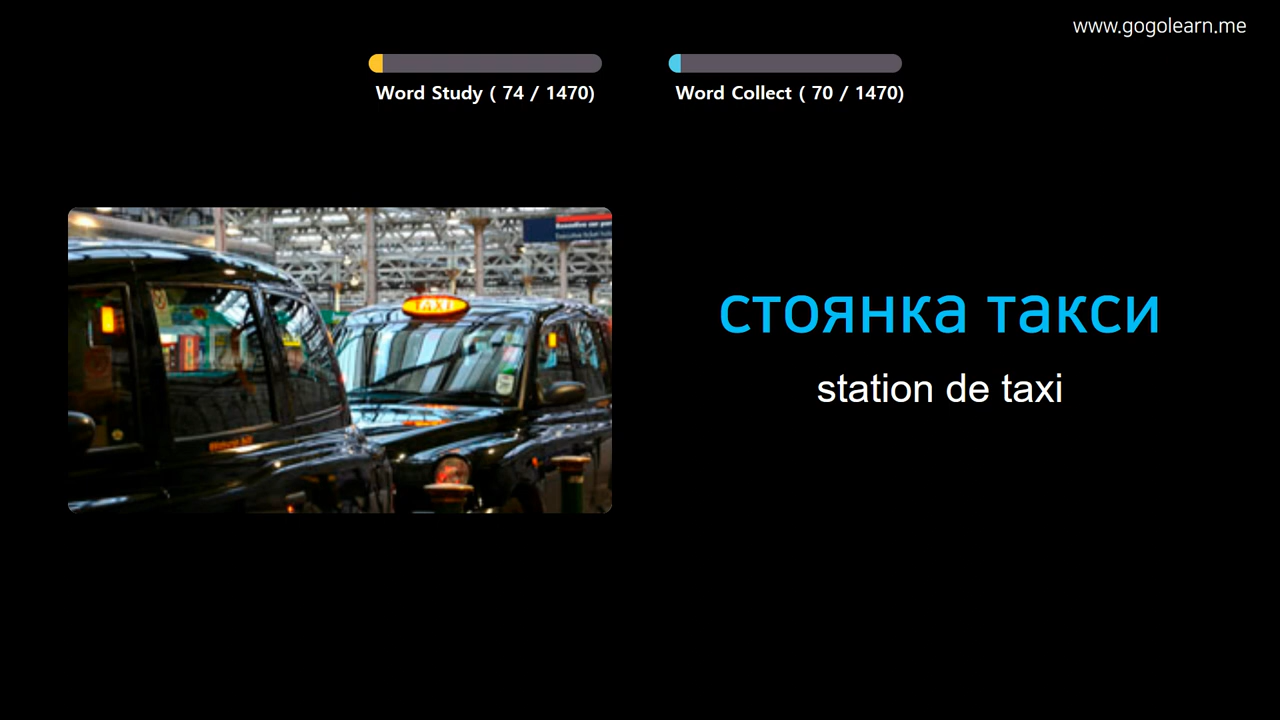 www.gogolearn.me
Word Study ( 74 / 1470)
Word Collect ( 70 / 1470)
TAXI
стоянка такси
station de taxi